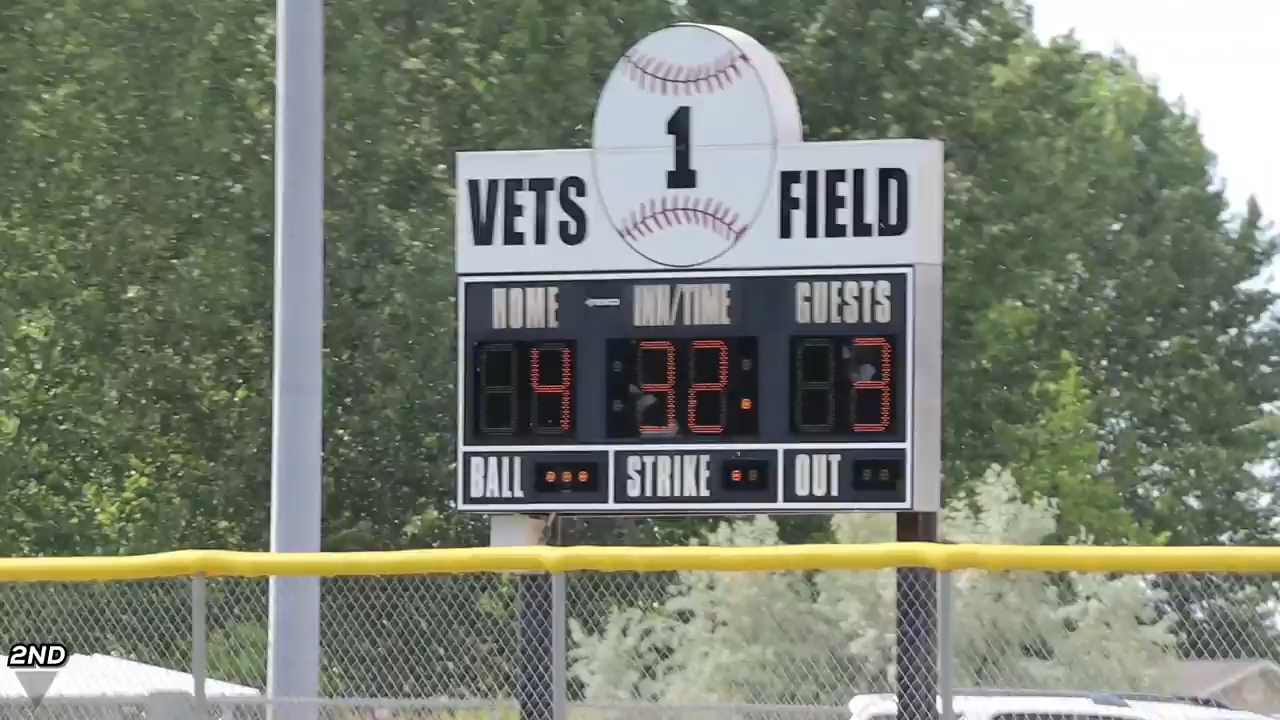 1
VETS FIELD
HOME INN/TIME GUESTS
4 32. 3
BALL STRIKE OUT
2ND